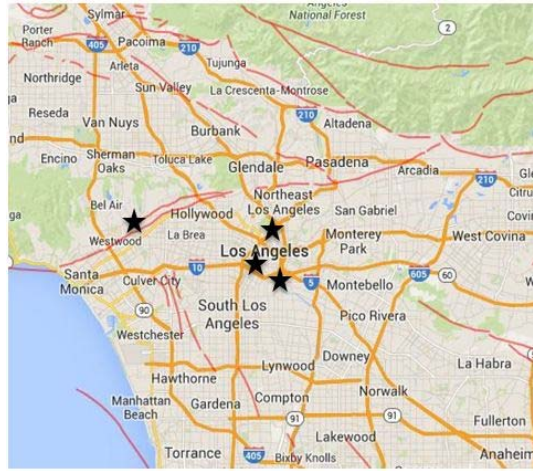 Angeles
National Forest
Sylmar
Porter
Ranch
405
Pacoima
210
2
Arleta
Tujunga
Northridge
Sun Valley
La Crescenta-Montrose
Reseda
Van Nuys
Burbank
210
Altadena
Encino
Sherman
Oaks
Toluca Lake
Glendale
Pasadena
Arcadia
210
Bel Air
Hollywood
Northeast
Los Angeles
San Gabriel
Westwood
La Brea
Los Angeles
Monterey
Park
West Covina
Santa
Monica
Culver City
10
5
605
60
Montebello
90
South Los
Angeles
Pico Rivera
Westchester
Downey
La Habra
Lynwood
Hawthorne
Norwalk
Manhattan
Beach
Gardena
Compton
91
91
Fullerton
Lakewood
Anaheim
Torrance
405
Bixby Knolls